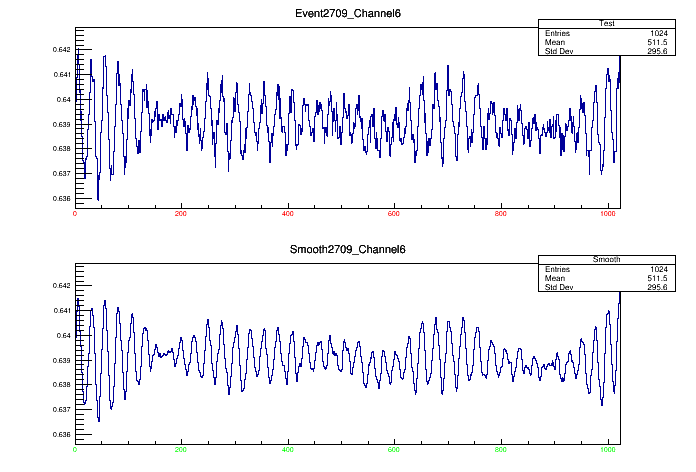 Event2709_Channel6
Test
Entries 1024
Mean 511.5
Std Dev 295.6
0.642
0.641
0.64
0.639
0.638
0.637
0.636
0 200 400 600 800 1000
Smooth2709_Channel6
Smooth
Entries 1024
Mean 511.5
Std Dev 295.6
0.642
0.641
0.64
0.639
0.638
0.637
0.636
0 200 400 600 800 1000